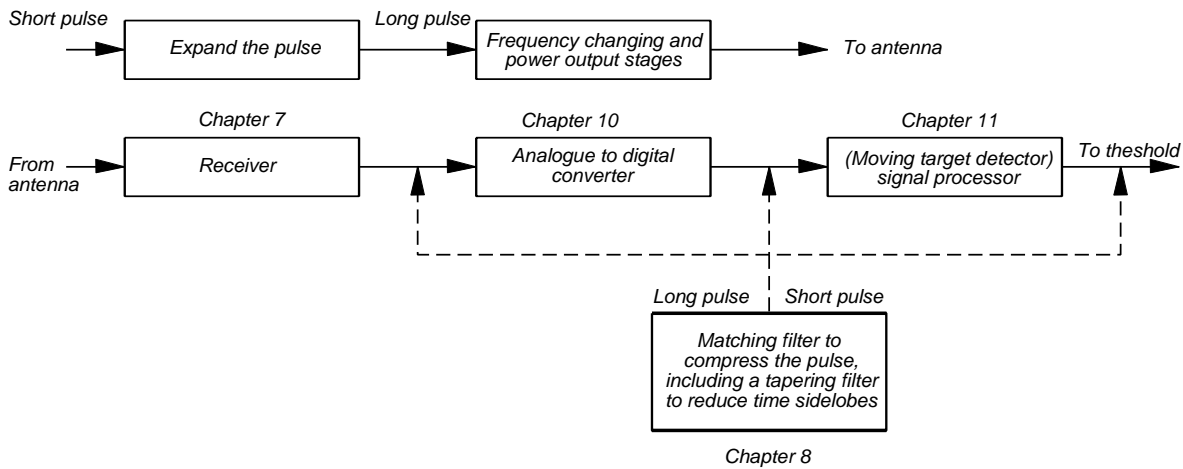 Short pulse
Expand the pulse
Long pulse
Frequency changing and
power output stages
To antenna
Chapter 7
Chapter 10
Chapter 11
From
antenna
Receiver
Analogue to digital
converter
(Moving target detector)
signal processor
To theshold
Long pulse
Short pulse
Matching filter to
compress the pulse,
including a tapering filter
to reduce time sidelobes
Chapter 8